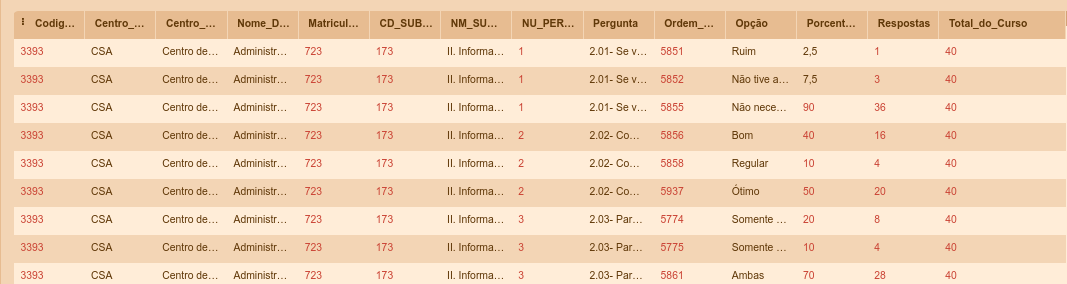 Codig... Centro_... Centro_... Nome_D... Matricul... CD_SUB... NM_SU... NU_PER... Pergunta Ordem_... Opção Porcent... Respostas Total_do_Curso
3393 CSA Centro de... Administr... 723 173 II. Informa... 1 2.01- Se v... 5851 Ruim 2,5 1 40
3393 CSA Centro de... Administr... 723 173 II. Informa... 1 2.01- Se v... 5852 Não tive a... 7,5 3 40
3393 CSA Centro de... Administr... 723 173 II. Informa... 1 2.01- Se v... 5855 Não nece... 90 36 40
3393 CSA Centro de... Administr... 723 173 II. Informa... 2 2.02- Co... 5856 Bom 40 16 40
3393 CSA Centro de... Administr... 723 173 II. Informa... 2 2.02- Co... 5858 Regular 10 4 40
3393 CSA Centro de... Administr... 723 173 II. Informa... 2 2.02- Co... 5937 Ótimo 50 20 40
3393 CSA Centro de... Administr... 723 173 II. Informa... 3 2.03- Par... 5774 Somente ... 20 8 40
3393 CSA Centro de... Administr... 723 173 II. Informa... 3 2.03- Par... 5775 Somente ... 10 4 40
3393 CSA Centro de... Administr... 723 173 II. Informa... 3 2.03- Par... 5861 Ambas 70 28 40